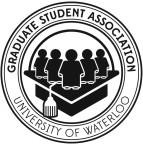 GRADUATE STUDENT ASSOCIATION
UNIVERSITY OF WATERLOO